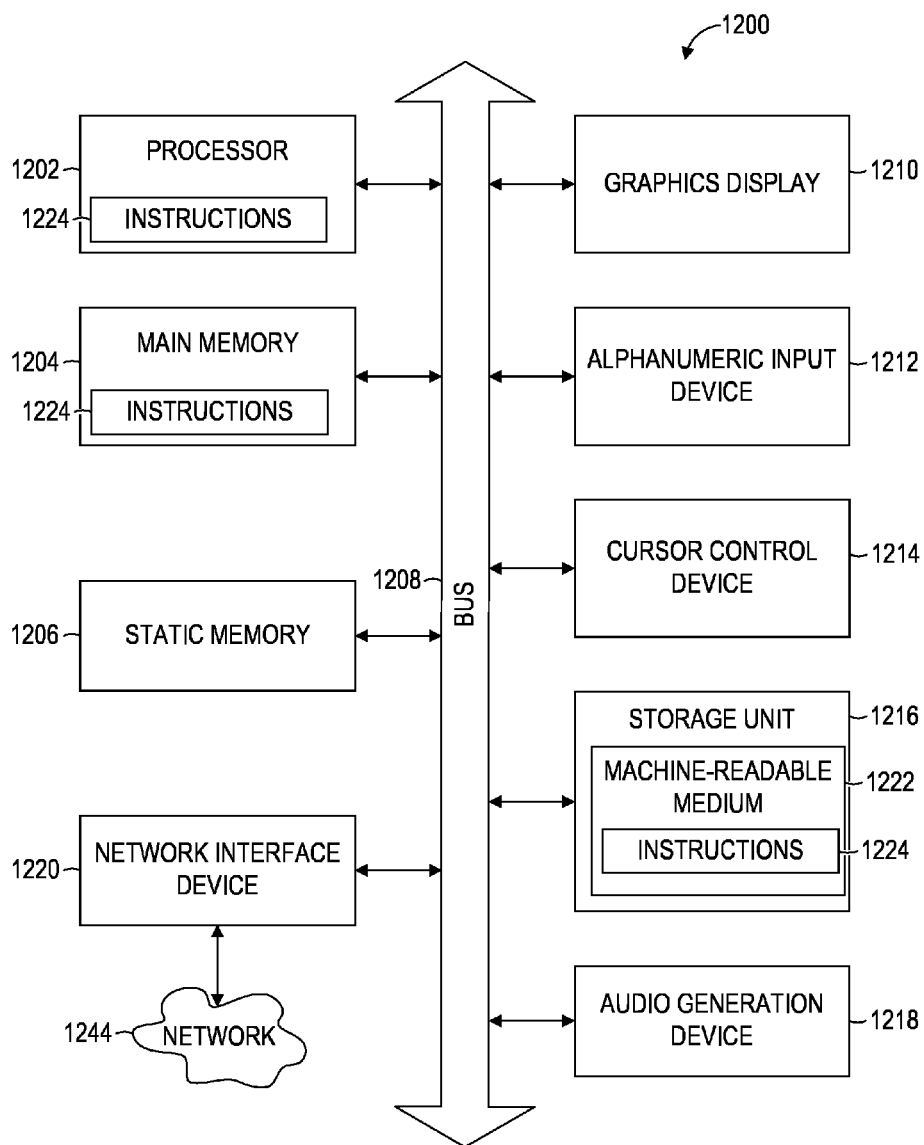 1200
PROCESSOR
1202
1224
INSTRUCTIONS
GRAPHICS DISPLAY
1210
MAIN MEMORY
1204
1224
INSTRUCTIONS
ALPHANUMERIC INPUT
DEVICE
1212
1208
BUS
CURSOR CONTROL
DEVICE
1214
1206
STATIC MEMORY
STORAGE UNIT
1216
MACHINE-READABLE
MEDIUM
1222
INSTRUCTIONS
1224
1220
NETWORK INTERFACE
DEVICE
1244
NETWORK
AUDIO GENERATION
DEVICE
1218